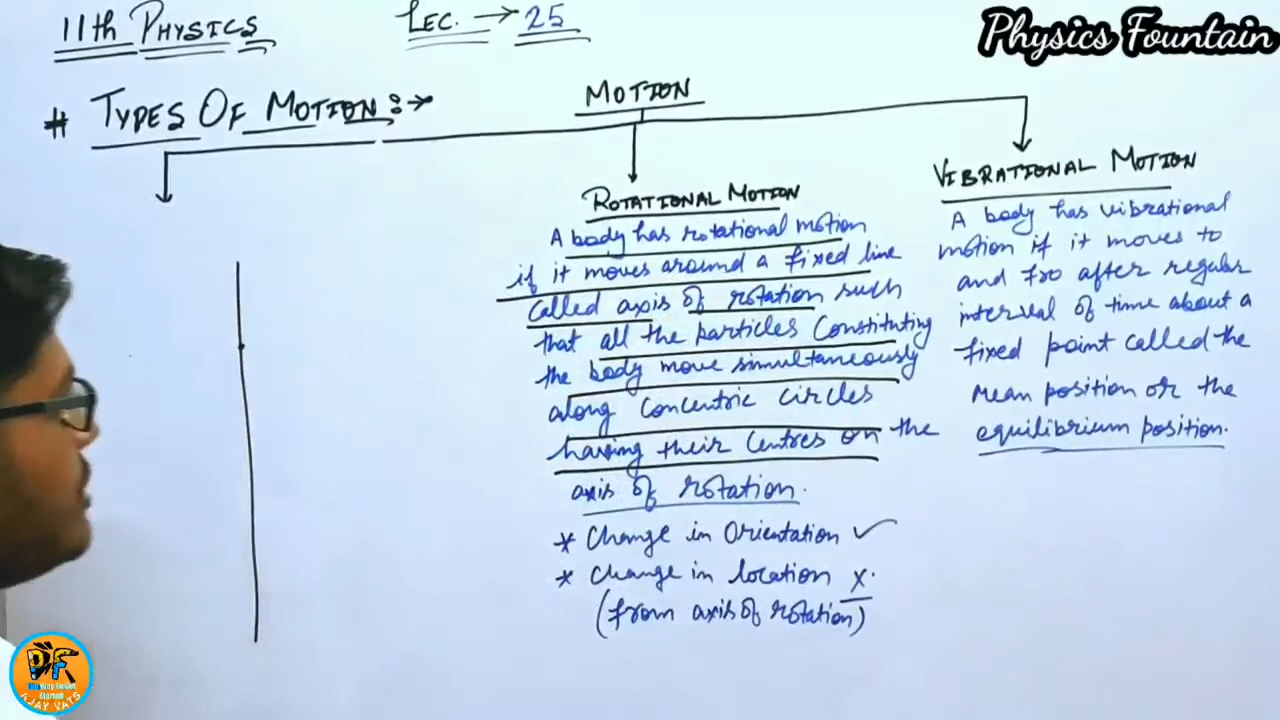 11th PHYSICS
LEC. → 25
Physics Fountain
# TYPES OF MOTION :→
MOTION
ROTATIONAL MOTION
A body has rotational motion
if it moves around a fixed line
called axis of rotation such
that all the particles Constituting
the body move simultaneously
along concentric circles
having their centres on the
axis of rotation.
* Change in Orientation ✓
* Change in location x.
(from axis of rotation)
VIBRATIONAL MOTION
A body has vibrational
motion if it moves to
and fro after regular
interval of time about a
fixed point called the
mean position or the
equilibrium position.
PF
AJAY VATS